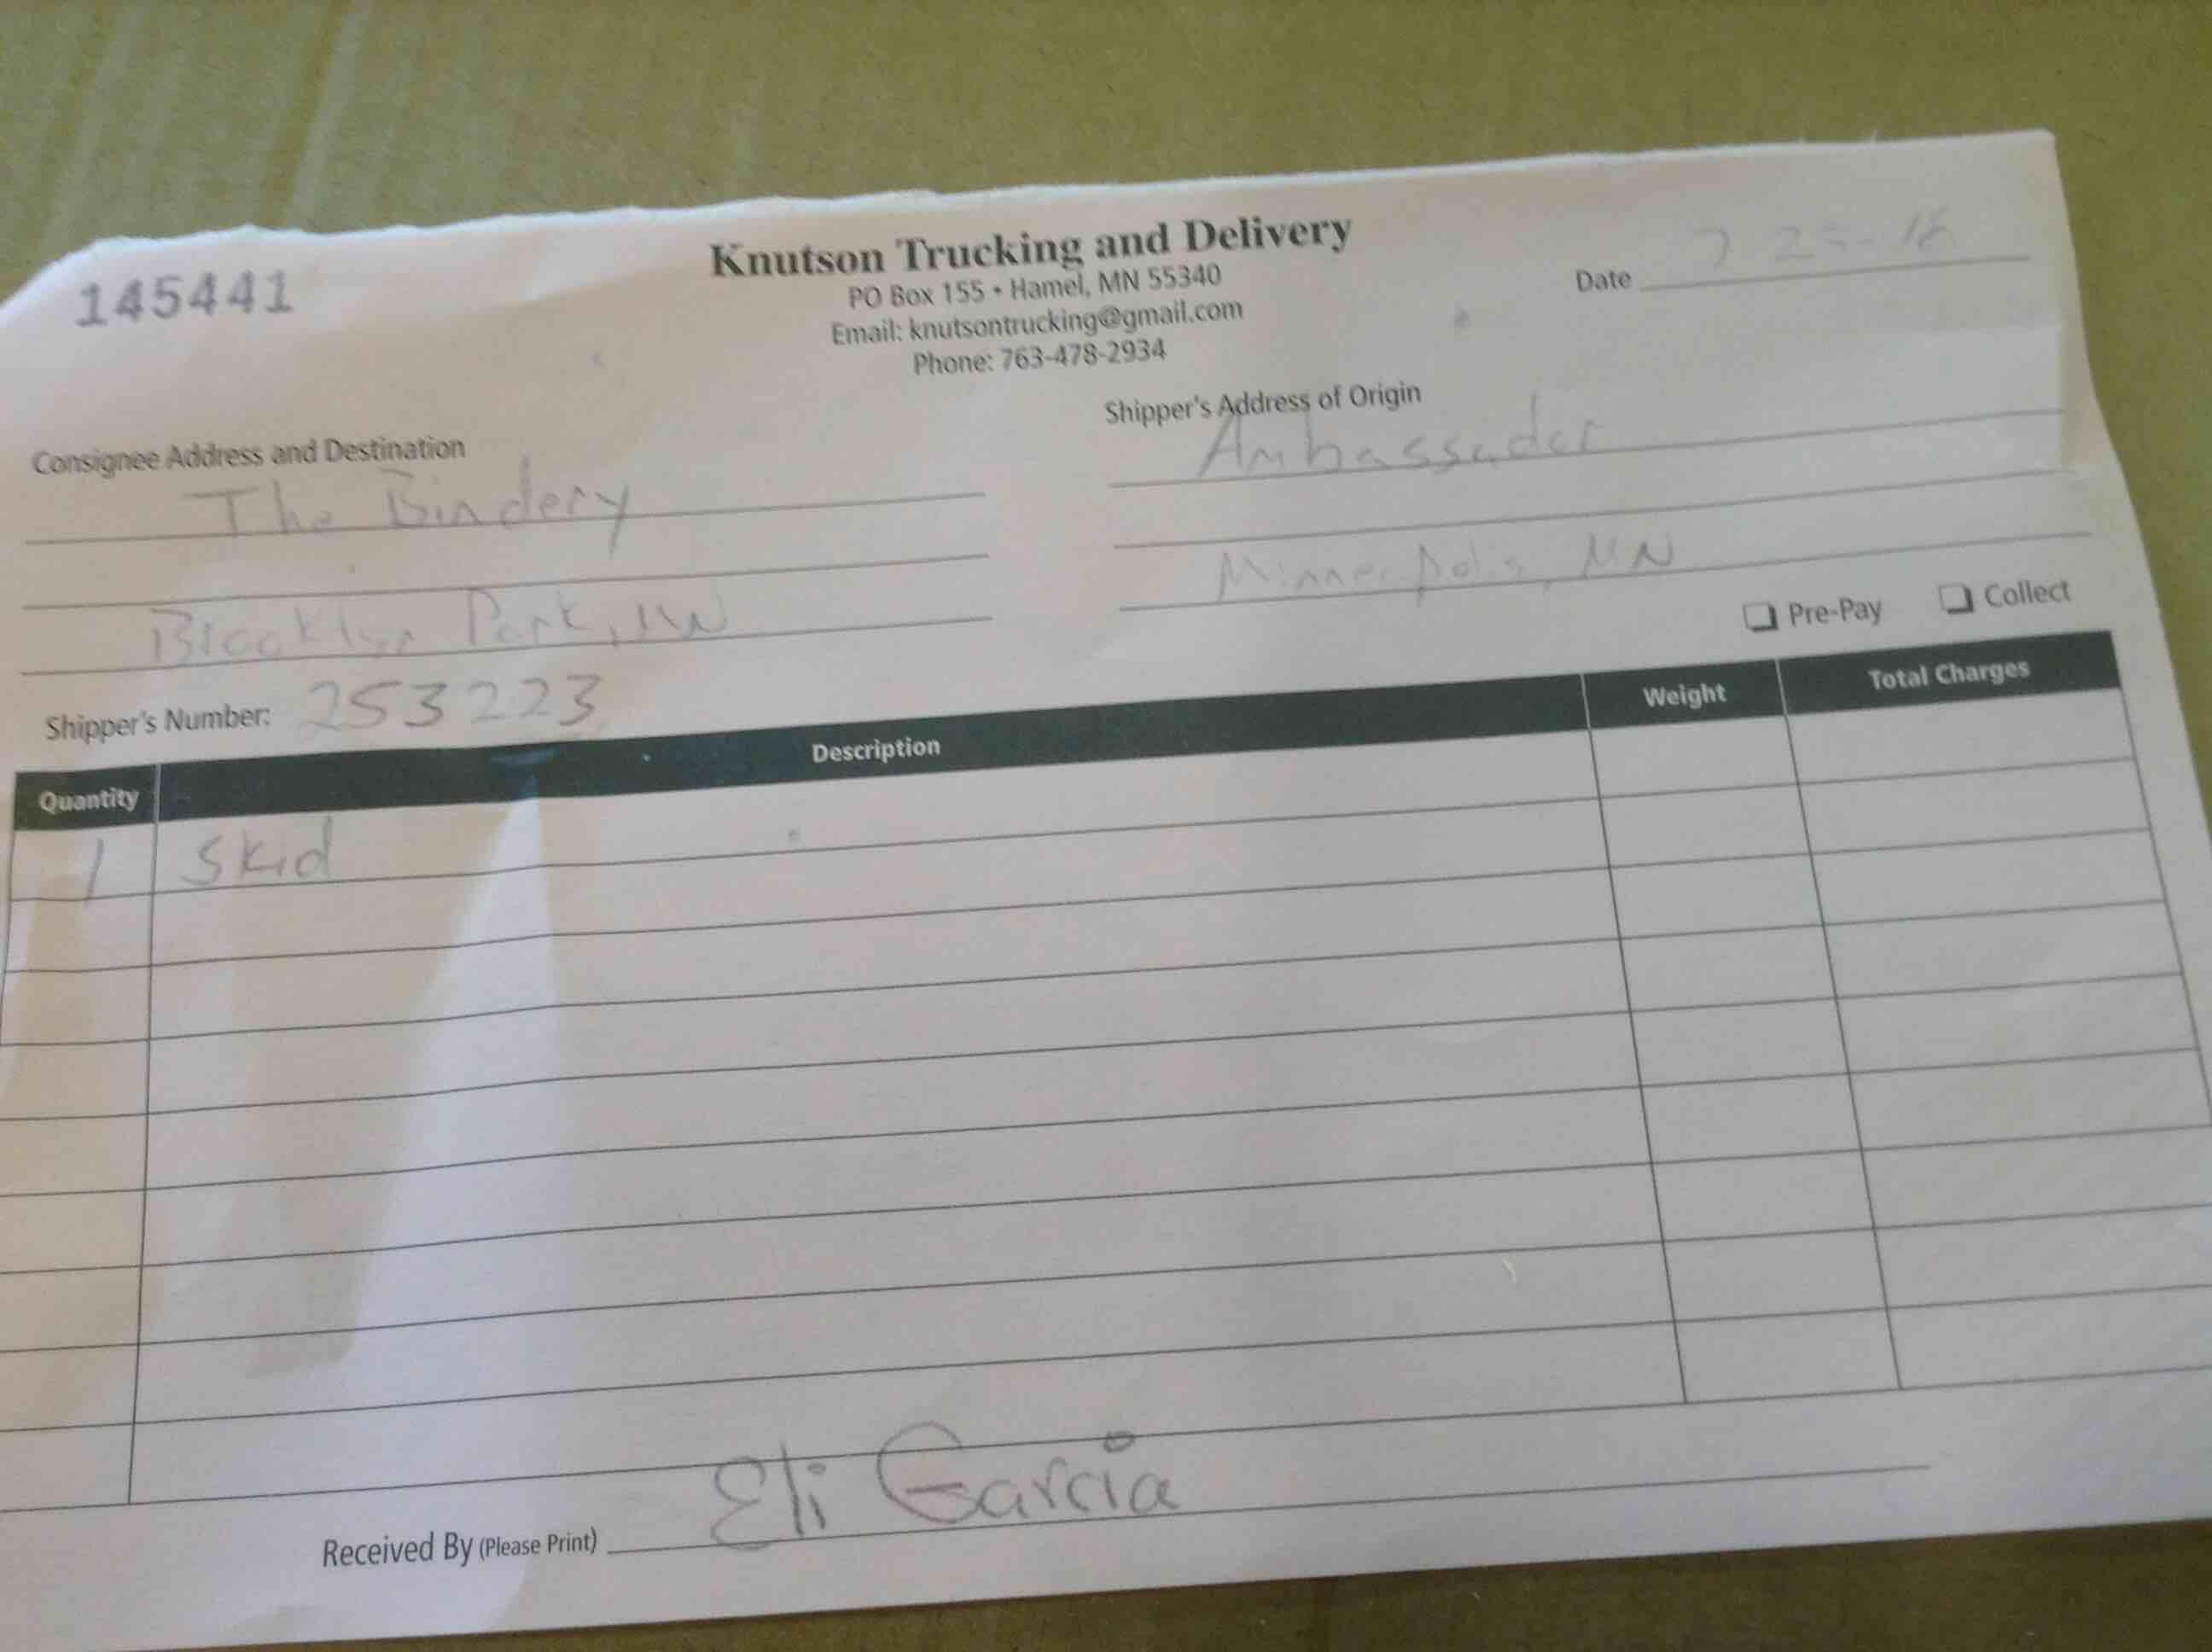 145441
Knutson Trucking and Delivery
PO Box 155 • Hamel, MN 55340
Email: knutsontrucking@gmail.com
Phone: 763-478-2934
Date
Consignee Address and Destination
The Bindery
Brooklyn Park, MN
Shipper's Address of Origin
Ambassador
Minneapolis, MN
❏ Pre-Pay ❏ Collect
Shipper's Number: 253223
Quantity Description Weight Total Charges
1 Skid
Received By (Please Print) Eli Garcia